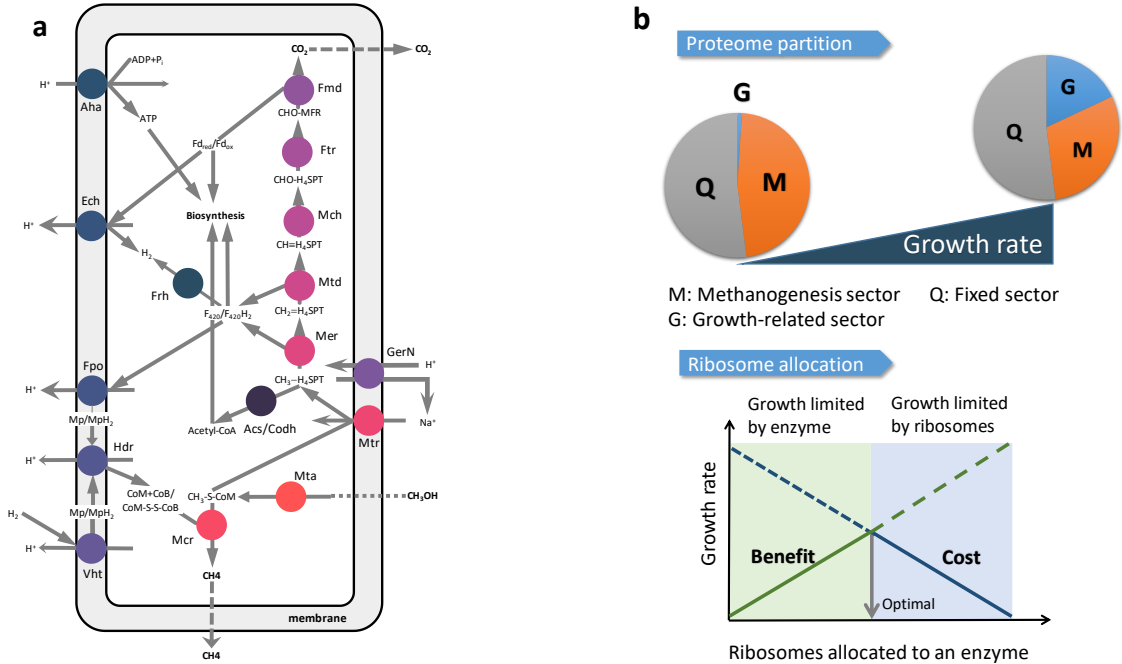 a
CO₂
CO₂
ADP+Pᵢ
H⁺
Aha
Fmd
CHO-MFR
ATP
Fd_red/Fd_ox
Ftr
CHO-H₄SPT
Ech
Biosynthesis
Mch
H⁺
CH≡H₄SPT
H₂
Frh
Mtd
CH₂=H₄SPT
F₄₂₀/F₄₂₀H₂
Mer
GerN
H⁺
Fpo
CH₃−H₄SPT
H⁺
Mp/MpH₂
Acetyl-CoA
Acs/Codh
Na⁺
Mtr
Hdr
H⁺
CoM+CoB/
CoM-S-S-CoB
CH₃-S-CoM
Mta
CH₃OH
H₂
Mp/MpH₂
Mcr
H⁺
Vht
CH4
membrane
CH4
b
Proteome partition
G
Q
M
G
Q
M
Growth rate
M: Methanogenesis sector
Q: Fixed sector
G: Growth-related sector
Ribosome allocation
Growth limited
by enzyme
Growth limited
by ribosomes
Growth rate
Benefit
Cost
Optimal
Ribosomes allocated to an enzyme